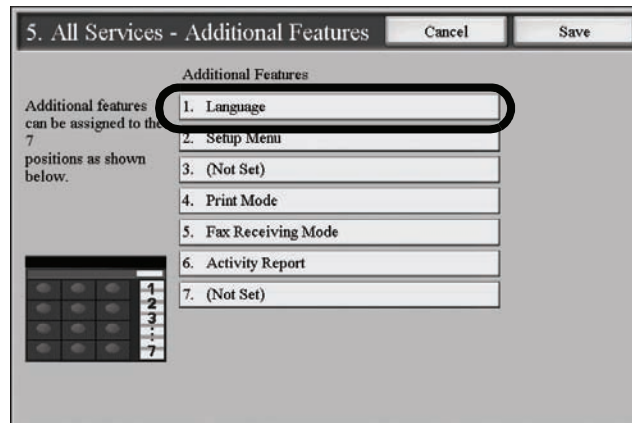 5. All Services - Additional Features
Cancel
Save
Additional Features
Additional features
can be assigned to the
7
positions as shown
below.
1. Language
2. Setup Menu
3. (Not Set)
4. Print Mode
5. Fax Receiving Mode
6. Activity Report
7. (Not Set)
1
2
3
:
7